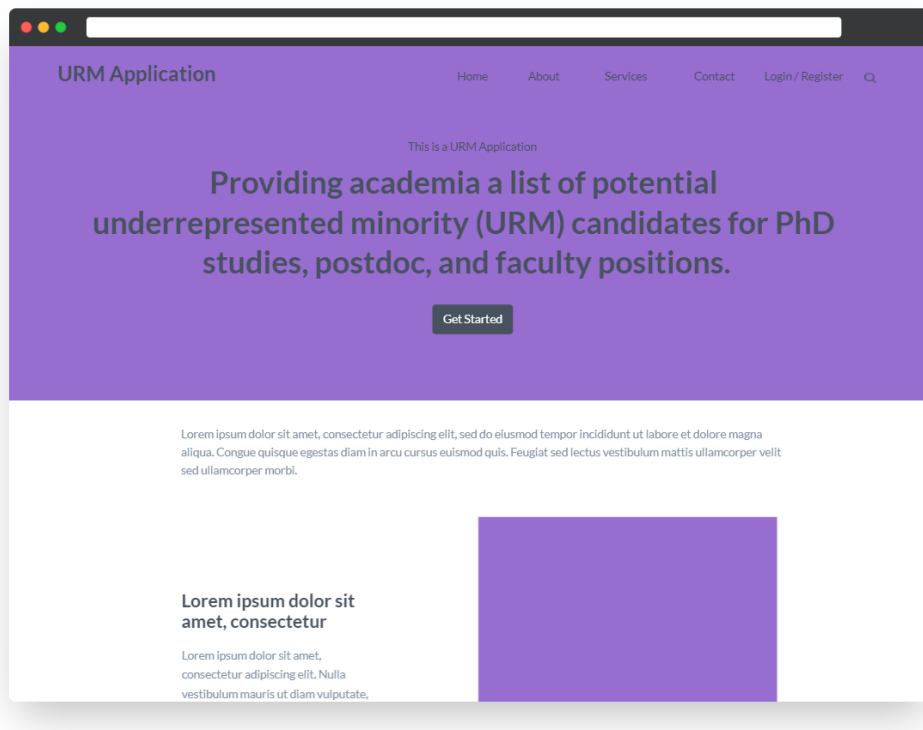 URM Application
Home About Services Contact Login / Register
This is a URM Application
Providing academia a list of potential
underrepresented minority (URM) candidates for PhD
studies, postdoc, and faculty positions.
Get Started
Lorem ipsum dolor sit amet, consectetur adipiscing elit, sed do eiusmod tempor incididunt ut labore et dolore magna
aliqua. Congue quisque egestas diam in arcu cursus euismod quis. Feugiat sed lectus vestibulum mattis ullamcorper velit
sed ullamcorper morbi.
Lorem ipsum dolor sit
amet, consectetur
Lorem ipsum dolor sit amet,
consectetur adipiscing elit. Nulla
vestibulum mauris ut diam vulputate,